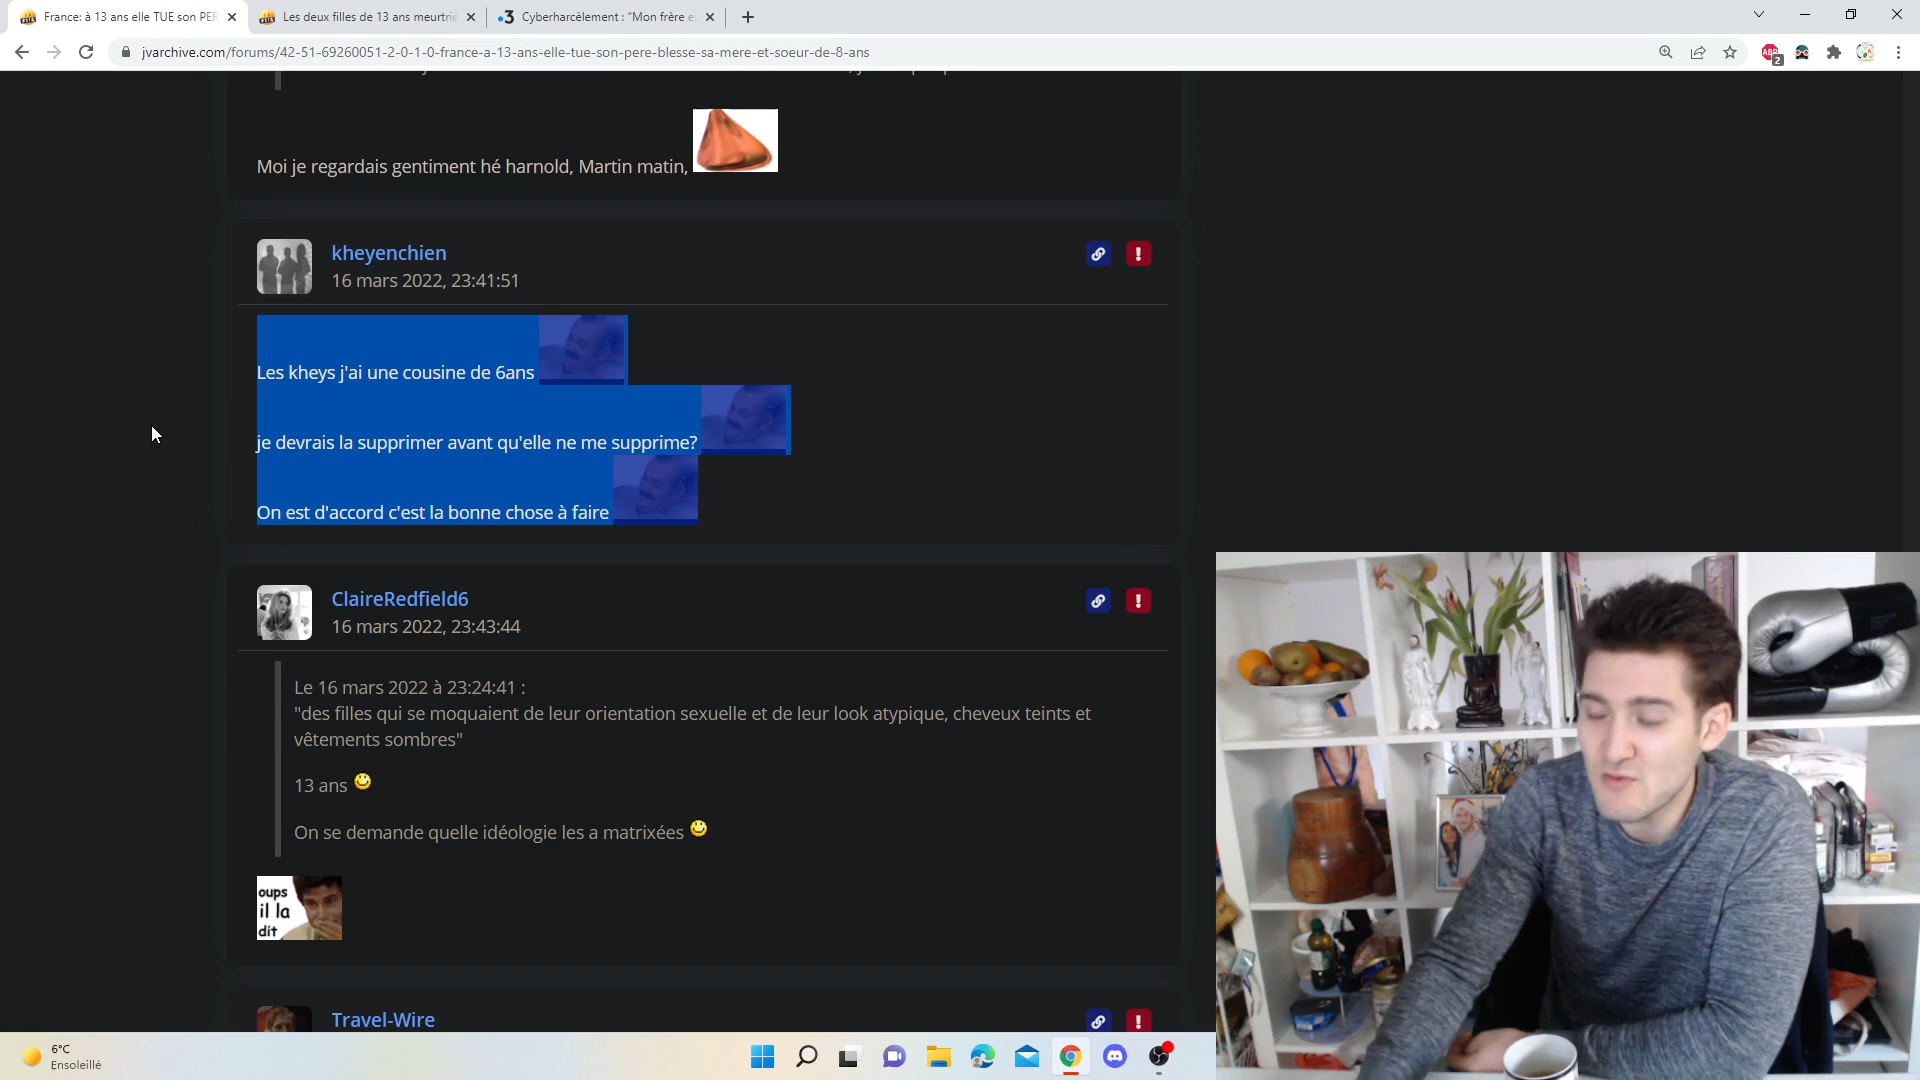 France: à 13 ans elle TUE son PER
Les deux filles de 13 ans meurtriè
Cyberharcèlement : "Mon frère e
jvarchive.com/forums/42-51-69260051-2-0-1-0-france-a-13-ans-elle-tue-son-pere-blesse-sa-mere-et-soeur-de-8-ans
Moi je regardais gentiment hé harnold, Martin matin,
kheyenchien
16 mars 2022, 23:41:51
Les kheys j'ai une cousine de 6ans
je devrais la supprimer avant qu'elle ne me supprime?
On est d'accord c'est la bonne chose à faire
ClaireRedfield6
16 mars 2022, 23:43:44
Le 16 mars 2022 à 23:24:41 :
"des filles qui se moquaient de leur orientation sexuelle et de leur look atypique, cheveux teints et
vêtements sombres"
13 ans
On se demande quelle idéologie les a matrixées
oups
il la
dit
Travel-Wire
6°C
Ensoleillé
ABP
2